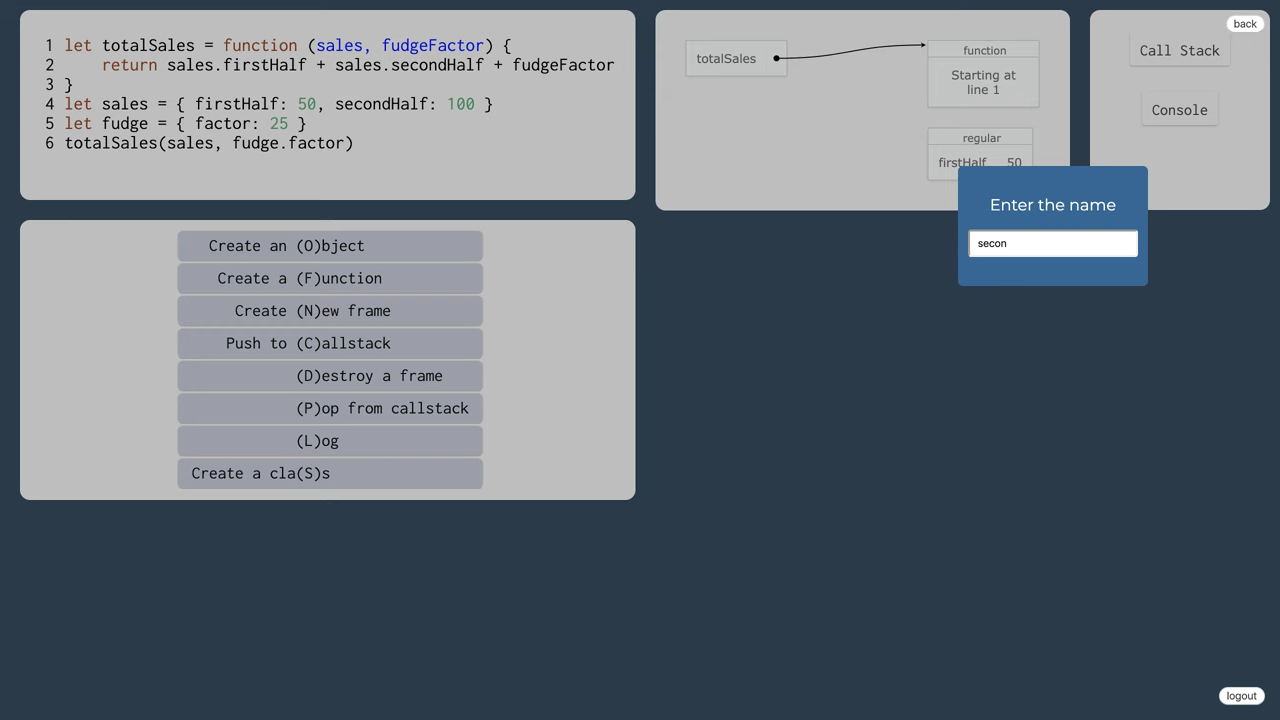 1 let totalSales = function (sales, fudgeFactor) {
2 return sales.firstHalf + sales.secondHalf + fudgeFactor
3 }
4 let sales = { firstHalf: 50, secondHalf: 100 }
5 let fudge = { factor: 25 }
6 totalSales(sales, fudge.factor)
totalSales
function
Starting at
line 1
regular
firstHalf 50
Enter the name
secon
back
Call Stack
Console
Create an (O)bject
Create a (F)unction
Create (N)ew frame
Push to (C)allstack
(D)estroy a frame
(P)op from callstack
(L)og
Create a cla(S)s
logout